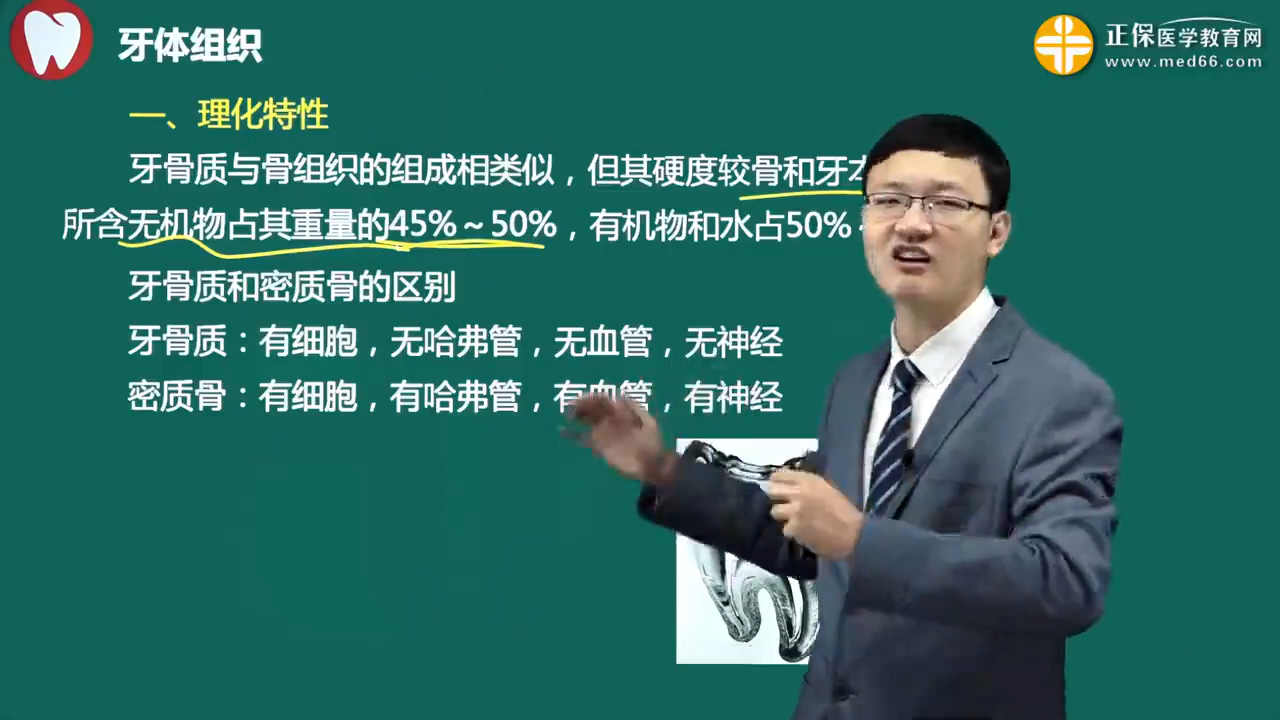 牙体组织
正保医学教育网
www.med66.com
一、理化特性
牙骨质与骨组织的组成相类似，但其硬度较骨和牙本
所含无机物占其重量的45%～50%，有机物和水占50%
牙骨质和密质骨的区别
牙骨质：有细胞，无哈弗管，无血管，无神经
密质骨：有细胞，有哈弗管，有血管，有神经